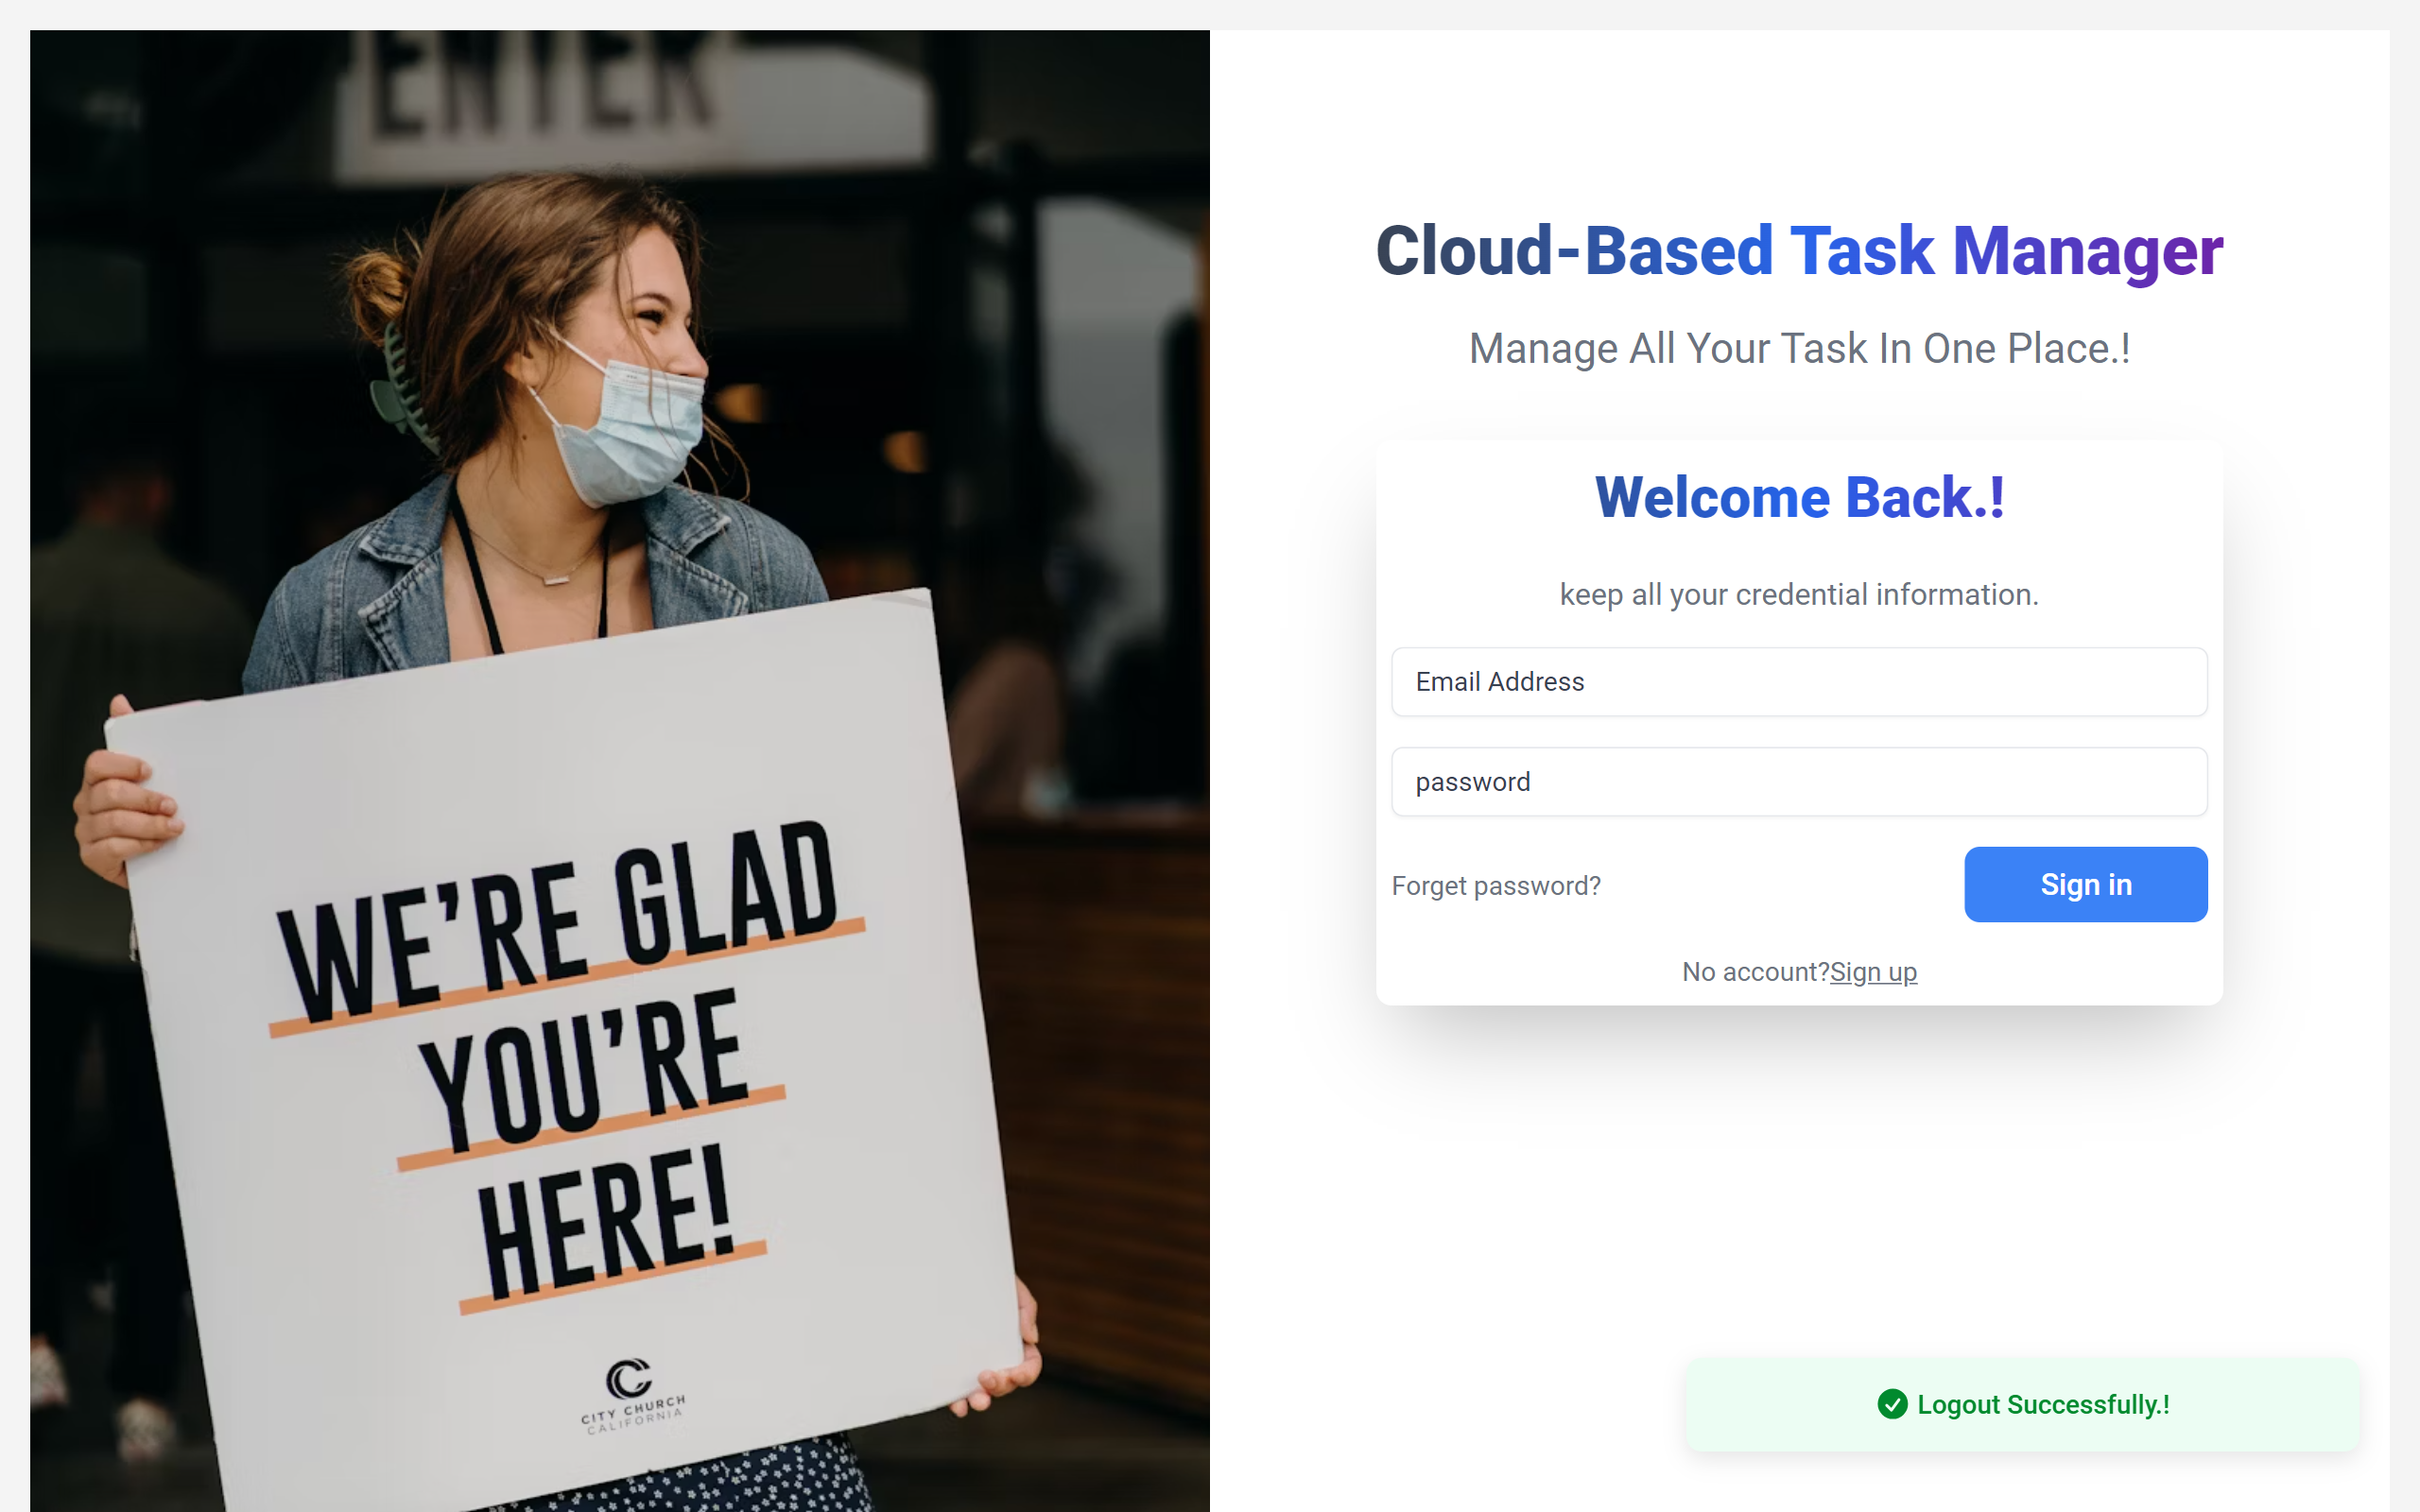 ENTER
WE'RE GLAD
YOU'RE
HERE!
CITY CHURCH
CALIFORNIA
Cloud-Based Task Manager
Manage All Your Task In One Place.!
Welcome Back.!
keep all your credential information.
Email Address
password
Forget password?
Sign in
No account?Sign up
Logout Successfully.!